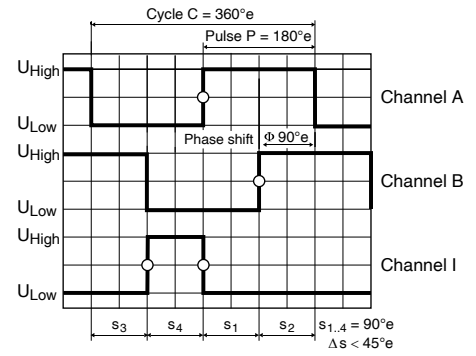 Cycle C = 360°e
Pulse P = 180°e
UHigh
Channel A
ULow
Phase shift Φ 90°e
UHigh
Channel B
ULow
UHigh
Channel I
ULow
s3 s4 s1 s2 s1..4 = 90°e
Δs < 45°e